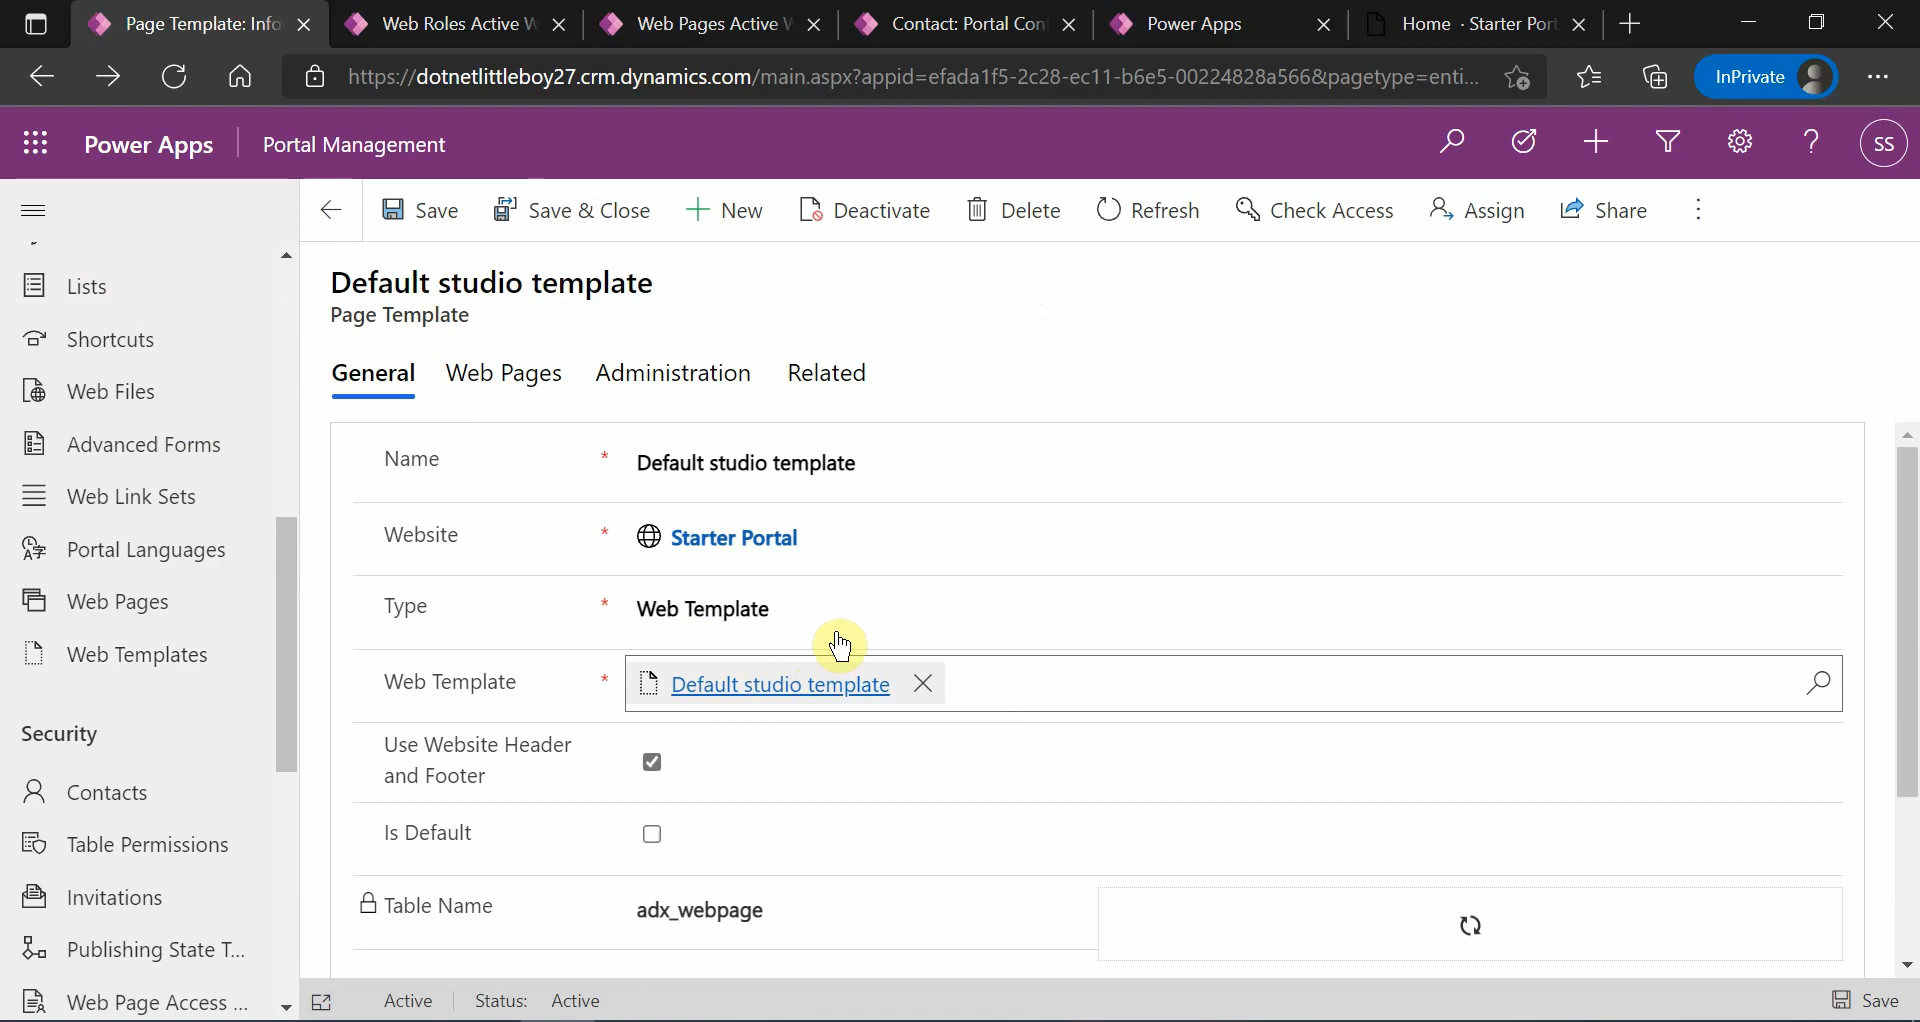 Page Template: Info
Web Roles Active
Web Pages Active
Contact: Portal Con
Power Apps
Home · Starter Port
https://dotnetlittleboy27.crm.dynamics.com/main.aspx?appid=efada1f5-2c28-ec11-b6e5-00224828a566&pagetype=enti...
InPrivate
Power Apps
Portal Management
SS
Save
Save & Close
New
Deactivate
Delete
Refresh
Check Access
Assign
Share
Lists
Shortcuts
Web Files
Advanced Forms
Web Link Sets
Portal Languages
Web Pages
Web Templates
Security
Contacts
Table Permissions
Invitations
Publishing State T...
Web Page Access ...
Default studio template
Page Template
General
Web Pages
Administration
Related
Name * Default studio template
Website * Starter Portal
Type * Web Template
Web Template * Default studio template
Use Website Header
and Footer
Is Default
Table Name adx_webpage
Active
Status: Active
Save